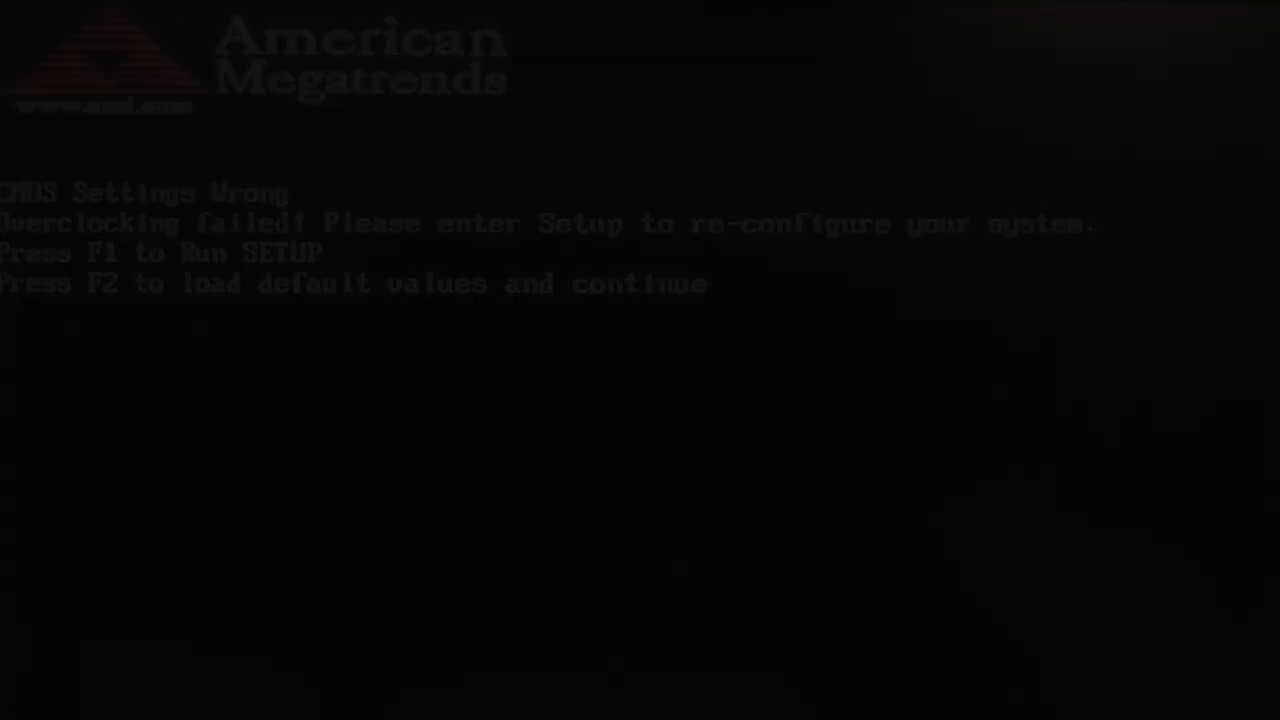 American
Megatrends
www.ami.com
CMOS Settings Wrong
Overclocking failed! Please enter Setup to re-configure your system.
Press F1 to Run SETUP
Press F2 to load default values and continue